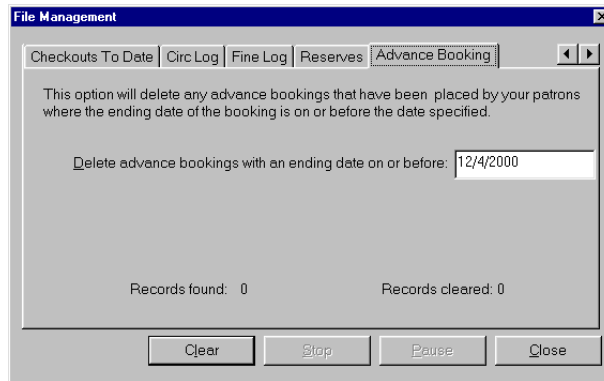 File Management
Checkouts To Date Circ Log Fine Log Reserves Advance Booking
This option will delete any advance bookings that have been placed by your patrons
where the ending date of the booking is on or before the date specified.
Delete advance bookings with an ending date on or before: 12/4/2000
Records found: 0 Records cleared: 0
Clear Stop Pause Close